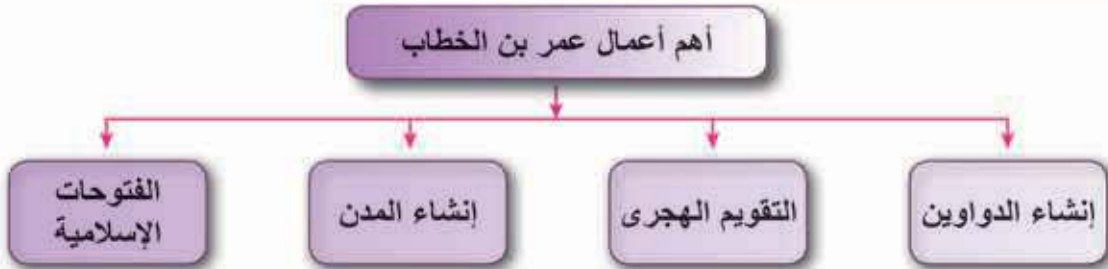 أهم أعمال عمر بن الخطاب
إنشاء الدواوين
التقويم الهجرى
إنشاء المدن
الفتوحات
الإسلامية